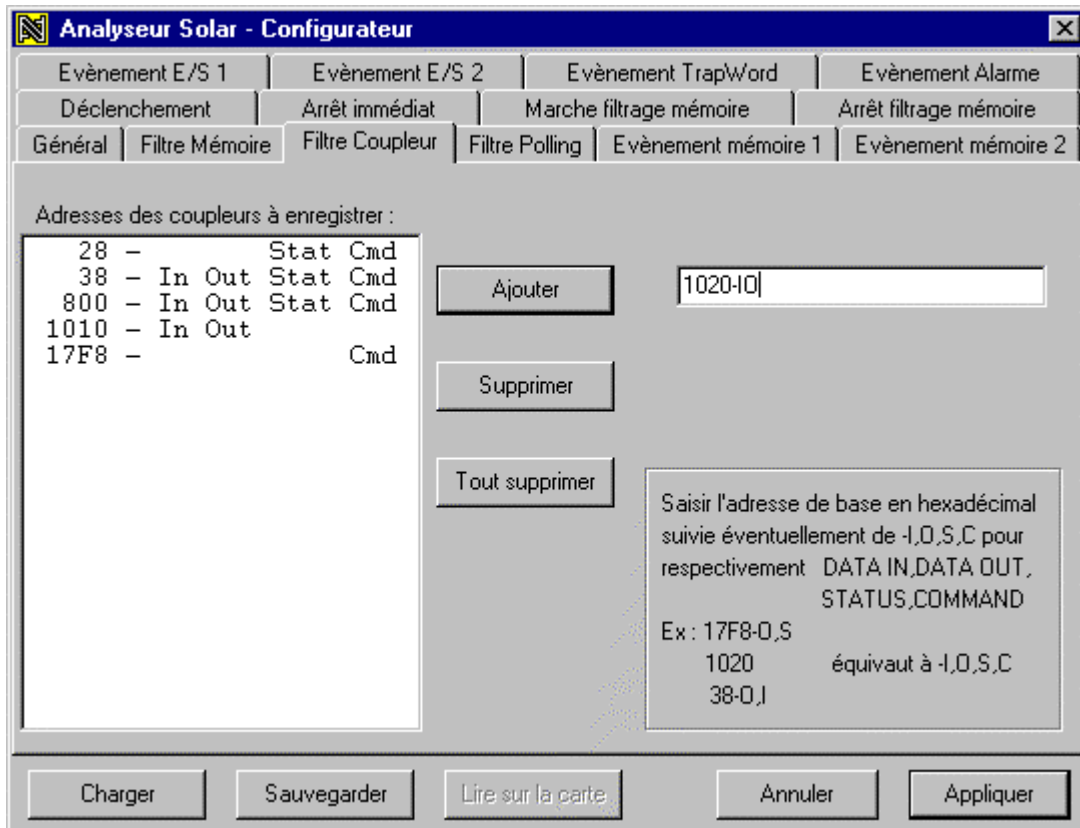 Analyseur Solar - Configurateur
Evènement E/S 1 Evènement E/S 2 Evènement TrapWord Evènement Alarme
Déclenchement Arrêt immédiat Marche filtrage mémoire Arrêt filtrage mémoire
Général Filtre Mémoire Filtre Coupleur Filtre Polling Evènement mémoire 1 Evènement mémoire 2
Adresses des coupleurs à enregistrer :
28 - Stat Cmd
38 - In Out Stat Cmd
800 - In Out Stat Cmd
1010 - In Out
17F8 - Cmd
Ajouter
1020-IO
Supprimer
Tout supprimer
Saisir l'adresse de base en hexadécimal
suivie éventuellement de -I,O,S,C pour
respectivement DATA IN,DATA OUT,
STATUS,COMMAND
Ex : 17F8-O,S
1020 équivaut à -I,O,S,C
38-O,I
Charger Sauvegarder Lire sur la carte Annuler Appliquer